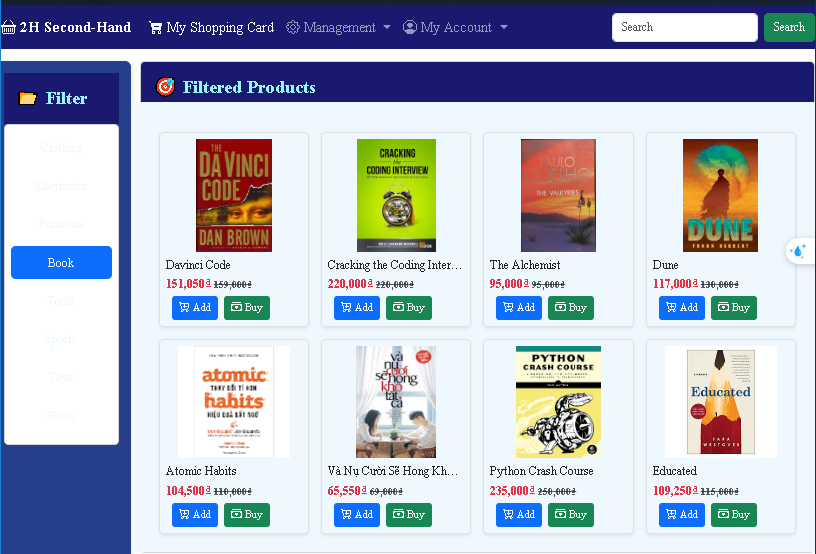 2H Second-Hand My Shopping Card Management My Account Search Search
Filter
Clothing
Electronics
Furniture
Book
Tools
Sports
Toys
Shoes
Filtered Products
THE
DA VINCI
CODE
DAN BROWN
Davinci Code
151,050₫ 159,000₫
Add Buy
CRACKING
the
CODING INTERVIEW
Cracking the Coding Inter...
220,000₫ 220,000₫
Add Buy
PAULO
COELHO
THE VALKYRIES
The Alchemist
95,000₫ 95,000₫
Add Buy
DUNE
FRANK HERBERT
Dune
117,000₫ 130,000₫
Add Buy
atomic
THAY ĐỔI TÍ HON
habits
HIỆU QUẢ BẤT NGỜ
Atomic Habits
104,500₫ 110,000₫
Add Buy
và
nụ
cười
sẽ hong
khô
tất
cả
Và Nụ Cười Sẽ Hong Kh...
65,550₫ 69,000₫
Add Buy
PYTHON
CRASH COURSE
Python Crash Course
235,000₫ 250,000₫
Add Buy
Educated
TARA
WESTOVER
Educated
109,250₫ 115,000₫
Add Buy